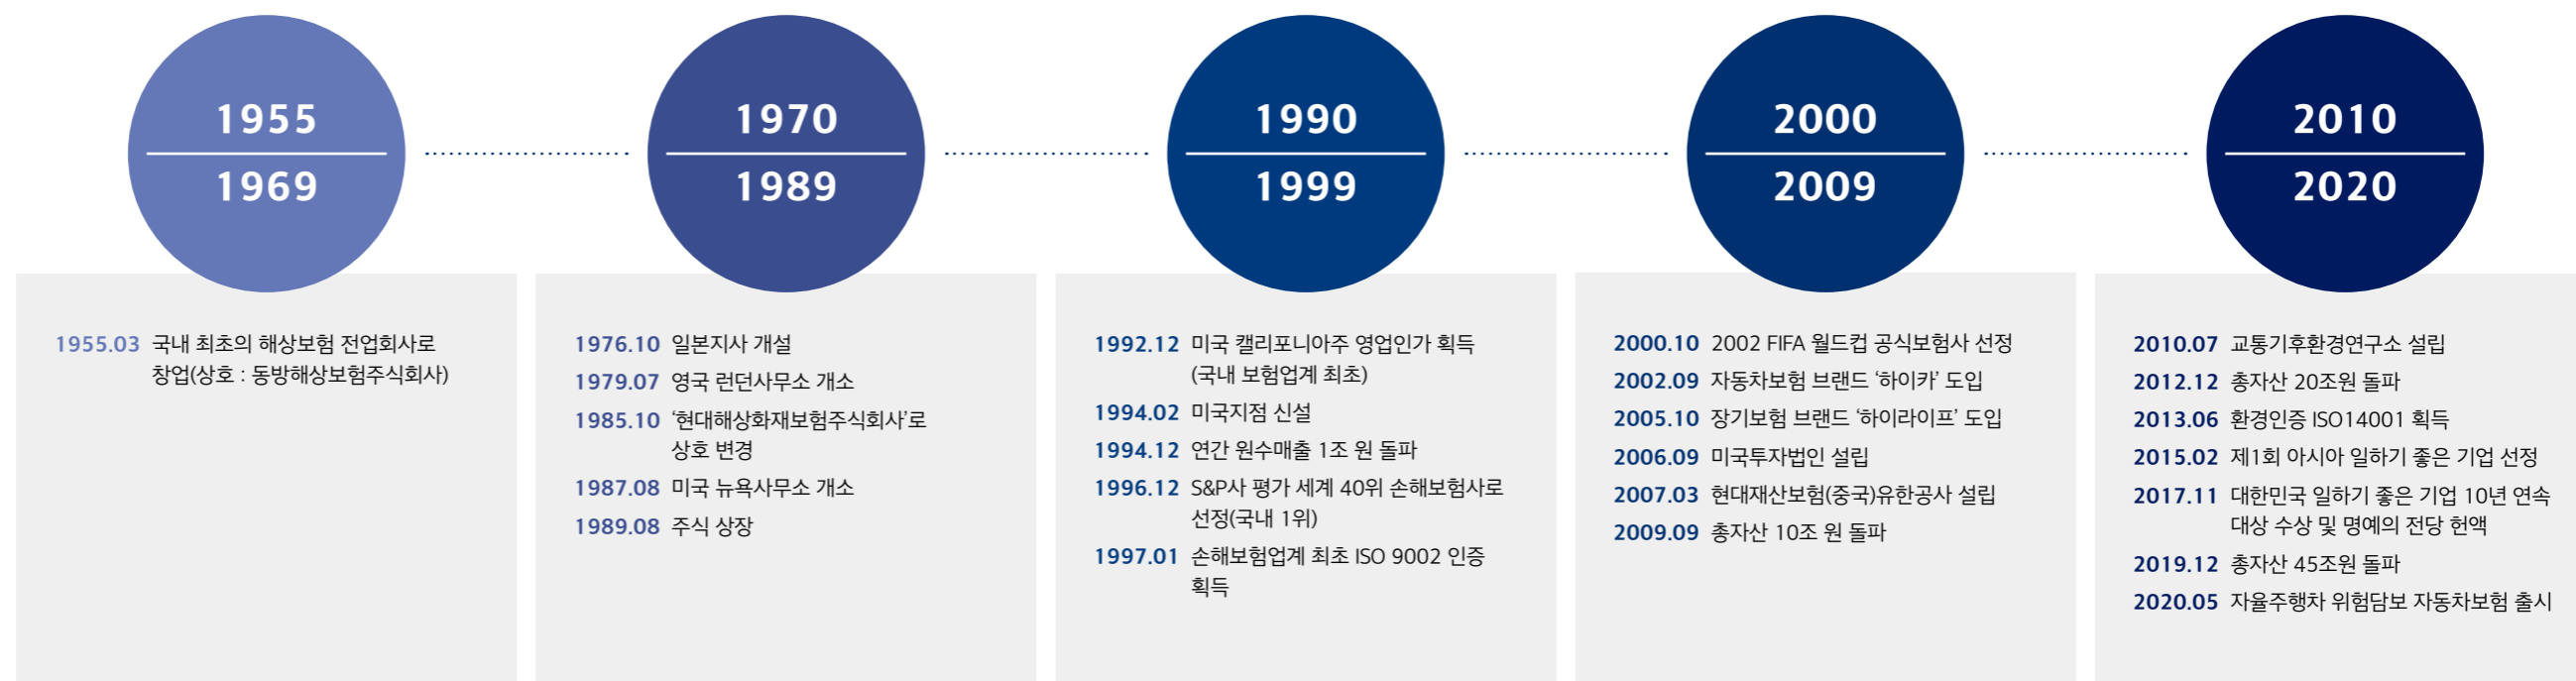 1955
1969
1955.03 국내 최초의 해상보험 전업회사로
창업(상호 : 동방해상보험주식회사)
1970
1989
1976.10 일본지사 개설
1979.07 영국 런던사무소 개소
1985.10 ‘현대해상화재보험주식회사’로
상호 변경
1987.08 미국 뉴욕사무소 개소
1989.08 주식 상장
1990
1999
1992.12 미국 캘리포니아주 영업인가 획득
(국내 보험업계 최초)
1994.02 미국지점 신설
1994.12 연간 원수매출 1조 원 돌파
1996.12 S&P사 평가 세계 40위 손해보험사로
선정(국내 1위)
1997.01 손해보험업계 최초 ISO 9002 인증
획득
2000
2009
2000.10 2002 FIFA 월드컵 공식보험사 선정
2002.09 자동차보험 브랜드 ‘하이카’ 도입
2005.10 장기보험 브랜드 ‘하이라이프’ 도입
2006.09 미국투자법인 설립
2007.03 현대재산보험(중국)유한공사 설립
2009.09 총자산 10조 원 돌파
2010
2020
2010.07 교통기후환경연구소 설립
2012.12 총자산 20조원 돌파
2013.06 환경인증 ISO14001 획득
2015.02 제1회 아시아 일하기 좋은 기업 선정
2017.11 대한민국 일하기 좋은 기업 10년 연속
대상 수상 및 명예의 전당 헌액
2019.12 총자산 45조원 돌파
2020.05 자율주행차 위험담보 자동차보험 출시